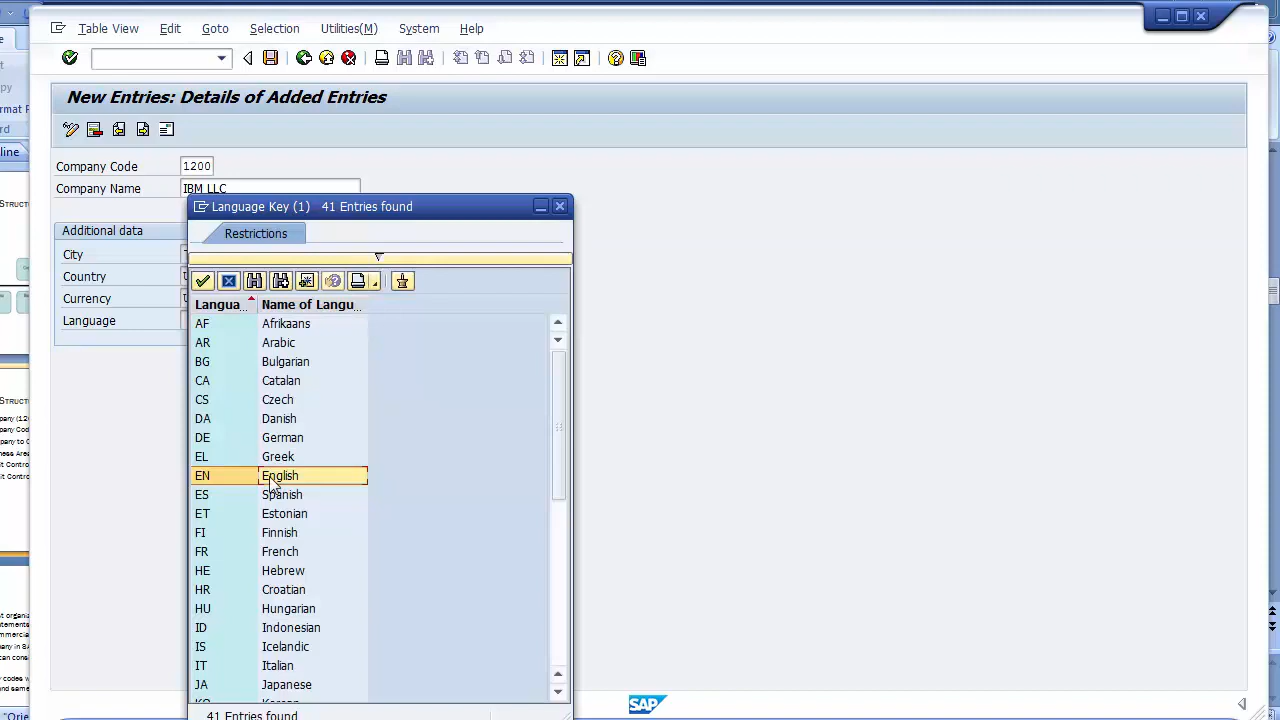 Table View Edit Goto Selection Utilities(M) System Help
New Entries: Details of Added Entries
Company Code 1200
Company Name IBM LLC
Language Key (1) 41 Entries found
Restrictions
Additional data
City
Country
Currency
Language
Langua... Name of Langu...
AF Afrikaans
AR Arabic
BG Bulgarian
CA Catalan
CS Czech
DA Danish
DE German
EL Greek
EN English
ES Spanish
ET Estonian
FI Finnish
FR French
HE Hebrew
HR Croatian
HU Hungarian
ID Indonesian
IS Icelandic
IT Italian
JA Japanese
41 Entries found
SAP